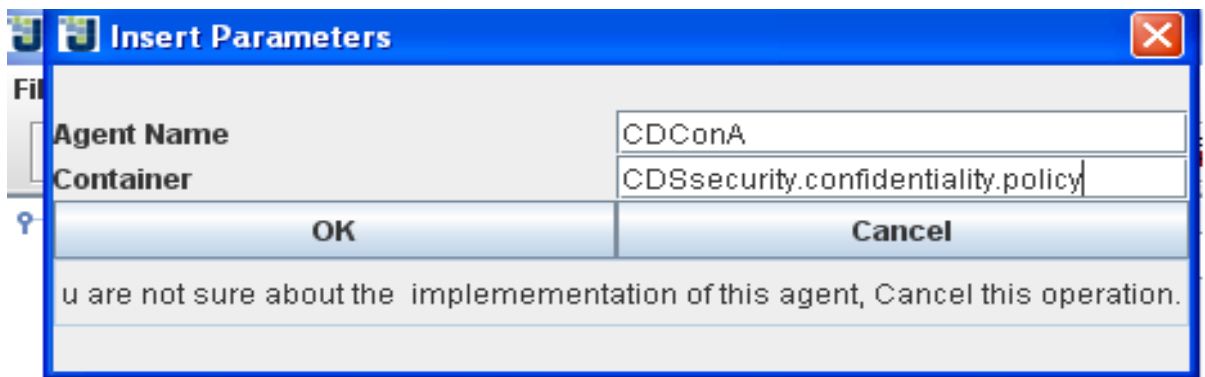 Insert Parameters
Fil
Agent Name CDConA
Container CDSsecurity.confidentiality.policy
OK Cancel
u are not sure about the implemementation of this agent, Cancel this operation.